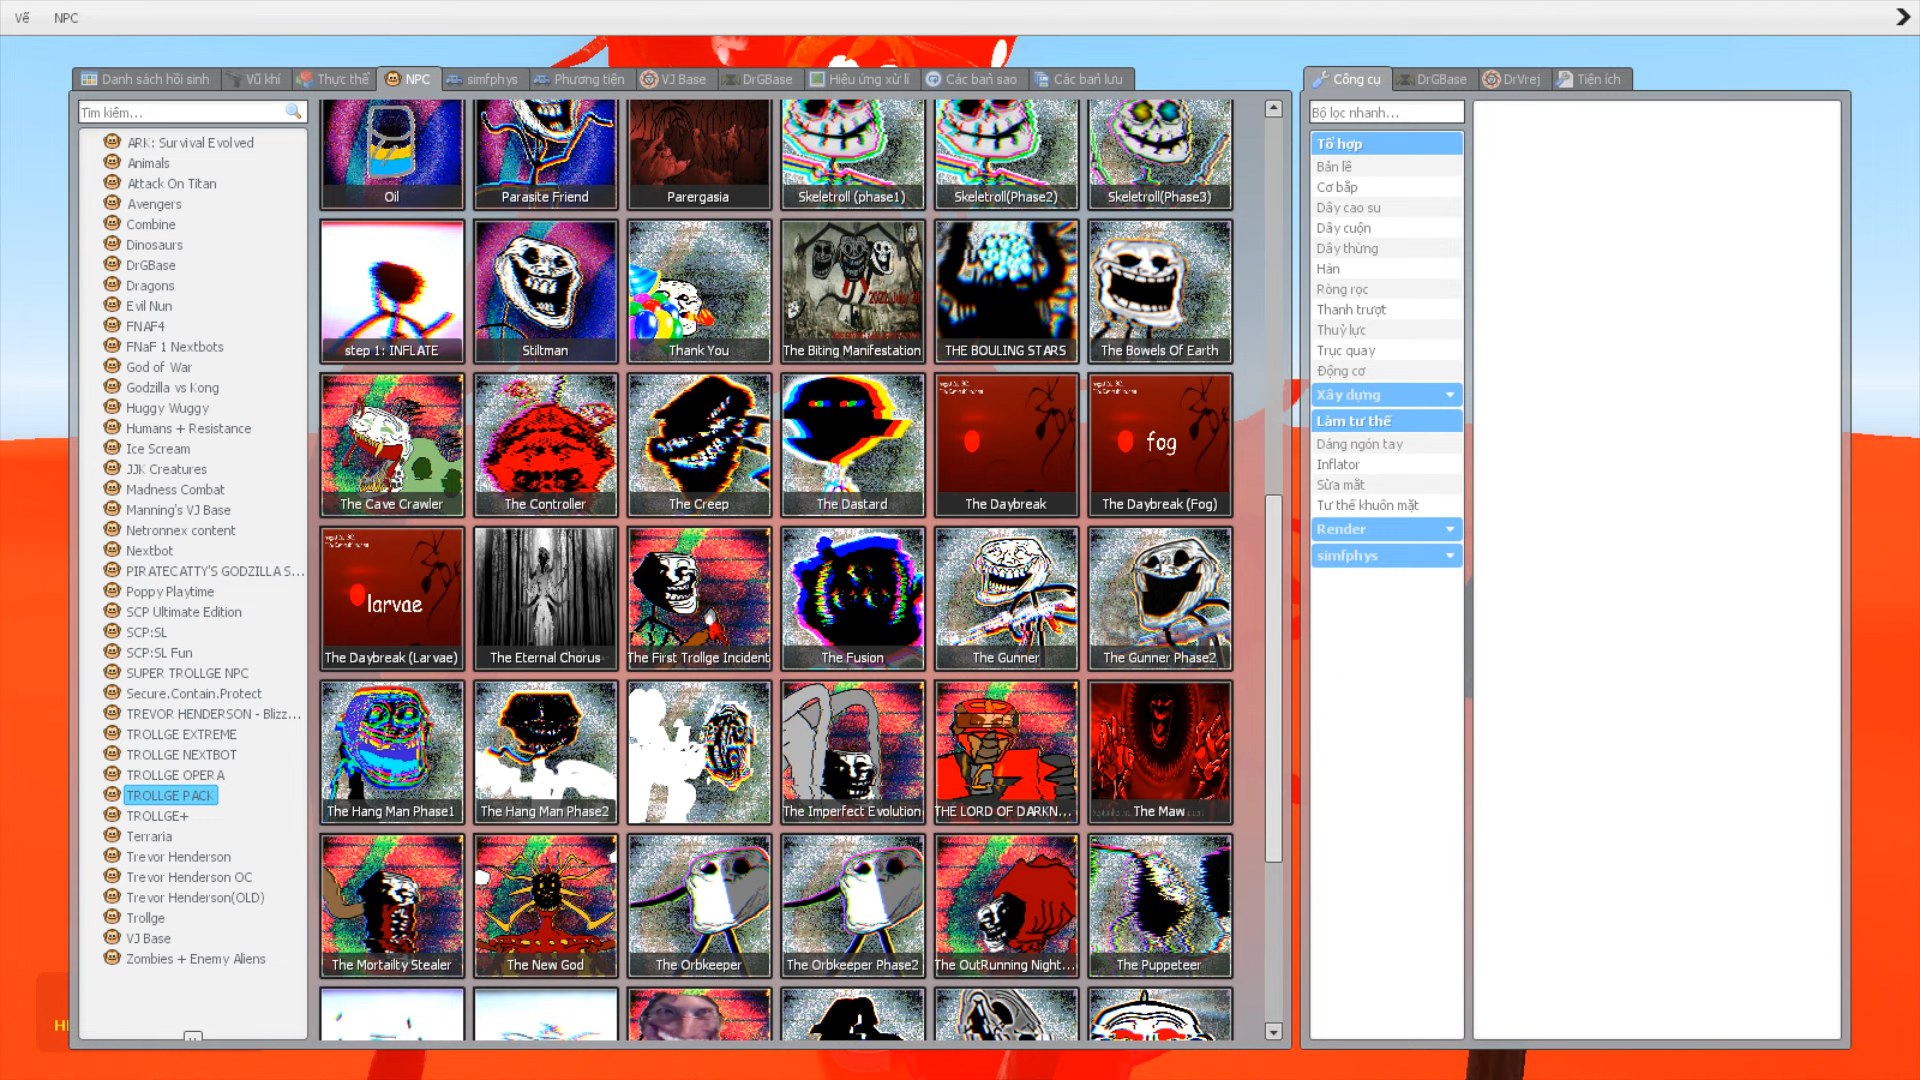 Vẽ NPC
Danh sách hồi sinh Vũ khí Thực thể NPC simfphys Phương tiện VJ Base DrGBase Hiệu ứng xử lí Các bản sao Các bản lưu
Công cụ DrGBase DrVrej Tiện ích
Tìm kiếm...
ARK: Survival Evolved
Animals
Attack On Titan
Avengers
Combine
Dinosaurs
DrGBase
Dragons
Evil Nun
FNAF4
FNaF 1 Nextbots
God of War
Godzilla vs Kong
Huggy Wuggy
Humans + Resistance
Ice Scream
JJK Creatures
Madness Combat
Manning's VJ Base
Netronnex content
Nextbot
PIRATECATTY'S GODZILLA S...
Poppy Playtime
SCP Ultimate Edition
SCP:SL
SCP:SL Fun
SUPER TROLLGE NPC
Secure.Contain.Protect
TREVOR HENDERSON - Blizz...
TROLLGE EXTREME
TROLLGE NEXTBOT
TROLLGE OPERA
TROLLGE PACK
TROLLGE+
Terraria
Trevor Henderson
Trevor Henderson OC
Trevor Henderson(OLD)
Trollge
VJ Base
Zombies + Enemy Aliens
Oil
Parasite Friend
Parergasia
Skeletroll (phase1)
Skeletroll(Phase2)
Skeletroll(Phase3)
step 1: INFLATE
Stiltman
Thank You
The Biting Manifestation
THE BOULING STARS
The Bowels Of Earth
The Cave Crawler
The Controller
The Creep
The Dastard
The Daybreak
fog
The Daybreak (Fog)
larvae
The Daybreak (Larvae)
The Eternal Chorus
The First Trollge Incident
The Fusion
The Gunner
The Gunner Phase2
The Hang Man Phase1
The Hang Man Phase2
The Imperfect Evolution
THE LORD OF DARKN...
The Maw
The Mortailty Stealer
The New God
The Orbkeeper
The Orbkeeper Phase2
The OutRunning Night...
The Puppeteer
Bộ lọc nhanh...
Tổ hợp
Bản lề
Cơ bắp
Dây cao su
Dây cuộn
Dây thừng
Hàn
Ròng rọc
Thanh trượt
Thuỷ lực
Trục quay
Động cơ
Xây dựng
Làm tư thế
Dáng ngón tay
Inflator
Sửa mắt
Tư thế khuôn mặt
Render
simfphys